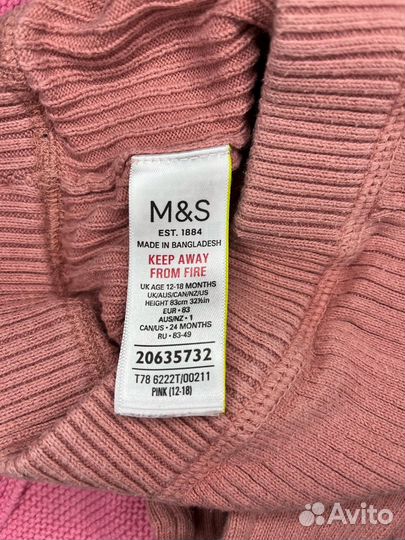 M&S
EST. 1884
MADE IN BANGLADESH
KEEP AWAY
FROM FIRE
UK AGE 12-18 MONTHS
UK/AUS/CAN/NZ/US
HEIGHT 83cm 32½in
EUR • 83
AUS/NZ • 1
CAN/US • 24 MONTHS
RU • 83-49
20635732
T78 6222T/00211
PINK (12-18)
Avito